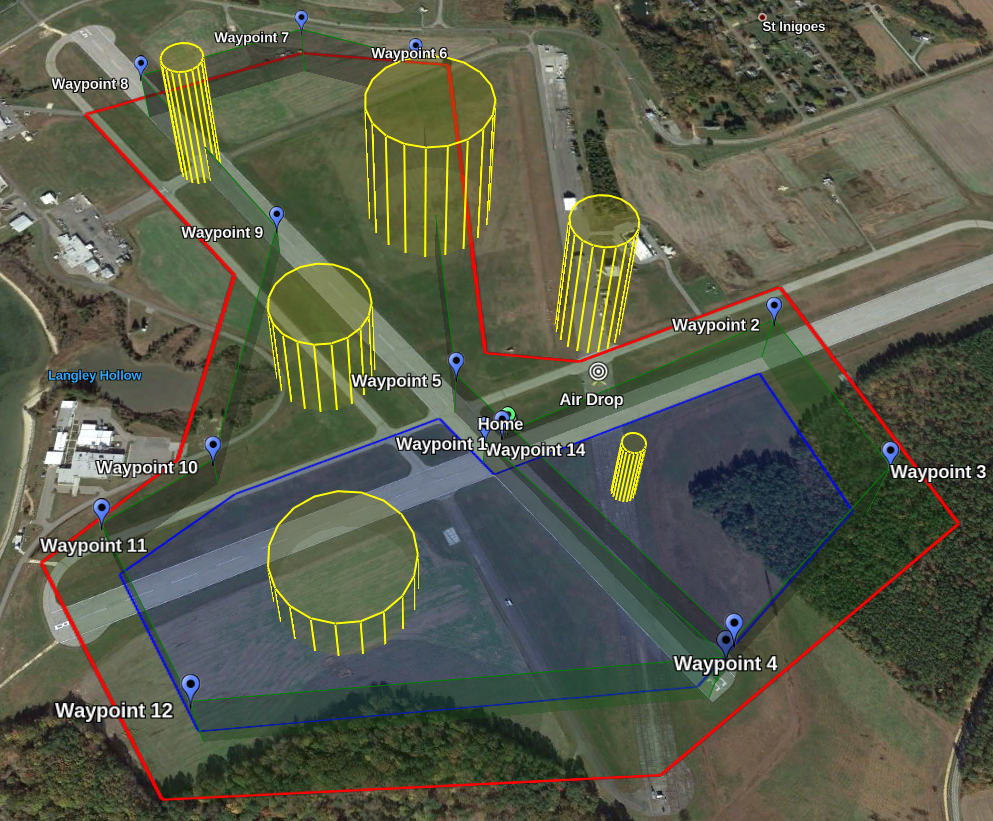 St Inigoes
Waypoint 7
Waypoint 6
Waypoint 8
Waypoint 9
Waypoint 2
Langley Hollow
Waypoint 5
Air Drop
Home
Waypoint 1
Waypoint 14
Waypoint 10
Waypoint 3
Waypoint 11
Waypoint 4
Waypoint 12